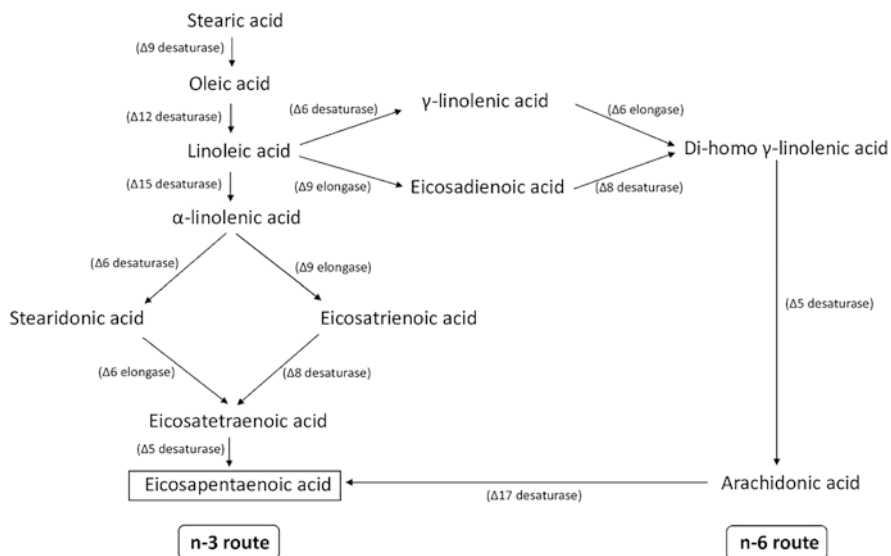 Stearic acid
(Δ9 desaturase)
Oleic acid
(Δ12 desaturase)
(Δ6 desaturase)
γ-linolenic acid
(Δ6 elongase)
Linoleic acid
Di-homo γ-linolenic acid
(Δ15 desaturase)
(Δ9 elongase)
Eicosadienoic acid
(Δ8 desaturase)
α-linolenic acid
(Δ6 desaturase)
(Δ9 elongase)
Stearidonic acid
Eicosatrienoic acid
(Δ5 desaturase)
(Δ6 elongase)
(Δ8 desaturase)
Eicosatetraenoic acid
(Δ5 desaturase)
Eicosapentaenoic acid
(Δ17 desaturase)
Arachidonic acid
n-3 route
n-6 route